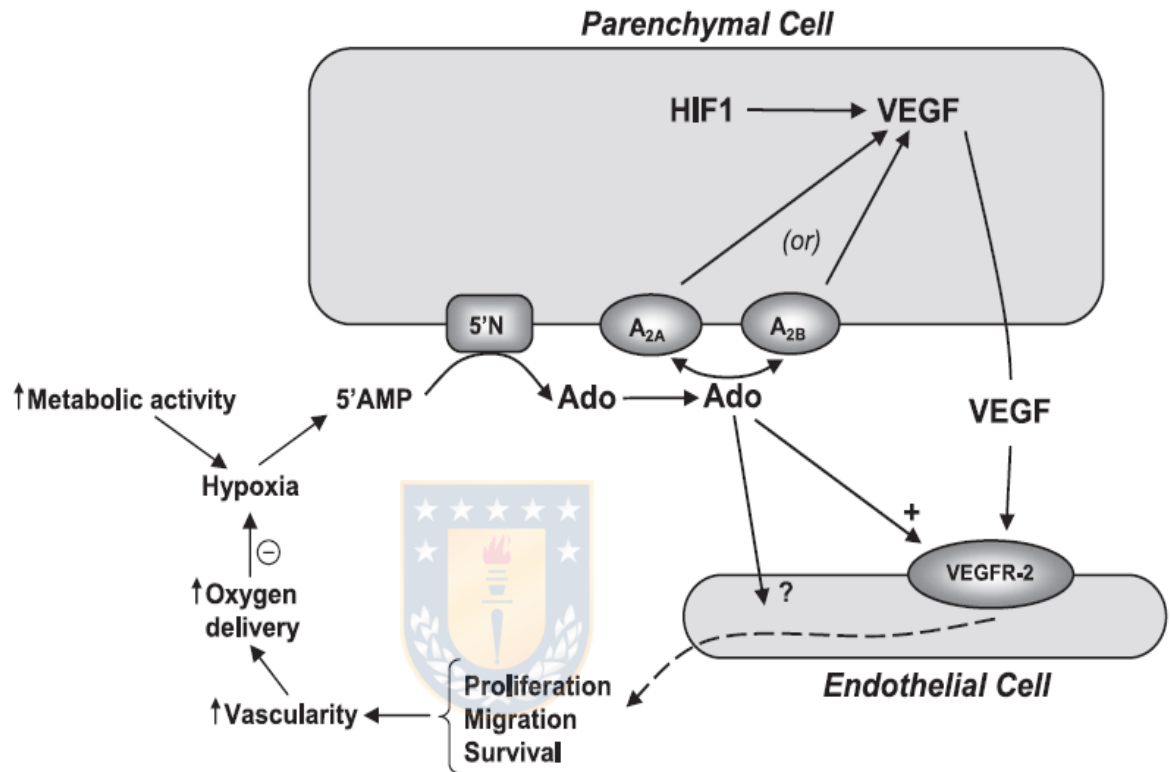 Parenchymal Cell
HIF1
VEGF
(or)
5'N
A2A
A2B
↑Metabolic activity
5'AMP
Ado
Ado
VEGF
Hypoxia
+
−
VEGFR-2
↑Oxygen
delivery
?
Endothelial Cell
↑Vascularity
Proliferation
Migration
Survival